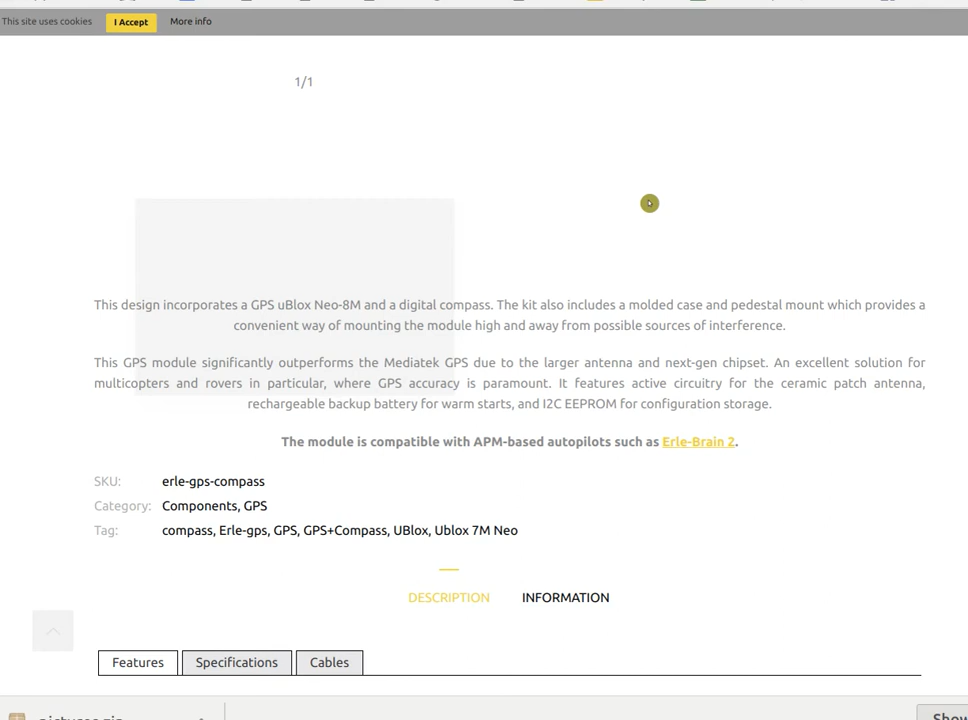 This site uses cookies I Accept More info
1/1
This design incorporates a GPS uBlox Neo-8M and a digital compass. The kit also includes a molded case and pedestal mount which provides a
convenient way of mounting the module high and away from possible sources of interference.
This GPS module significantly outperforms the Mediatek GPS due to the larger antenna and next-gen chipset. An excellent solution for
multicopters and rovers in particular, where GPS accuracy is paramount. It features active circuitry for the ceramic patch antenna,
rechargeable backup battery for warm starts, and I2C EEPROM for configuration storage.
The module is compatible with APM-based autopilots such as Erle-Brain 2.
SKU: erle-gps-compass
Category: Components, GPS
Tag: compass, Erle-gps, GPS, GPS+Compass, UBlox, Ublox 7M Neo
DESCRIPTION INFORMATION
Features Specifications Cables
pictures.zip Show